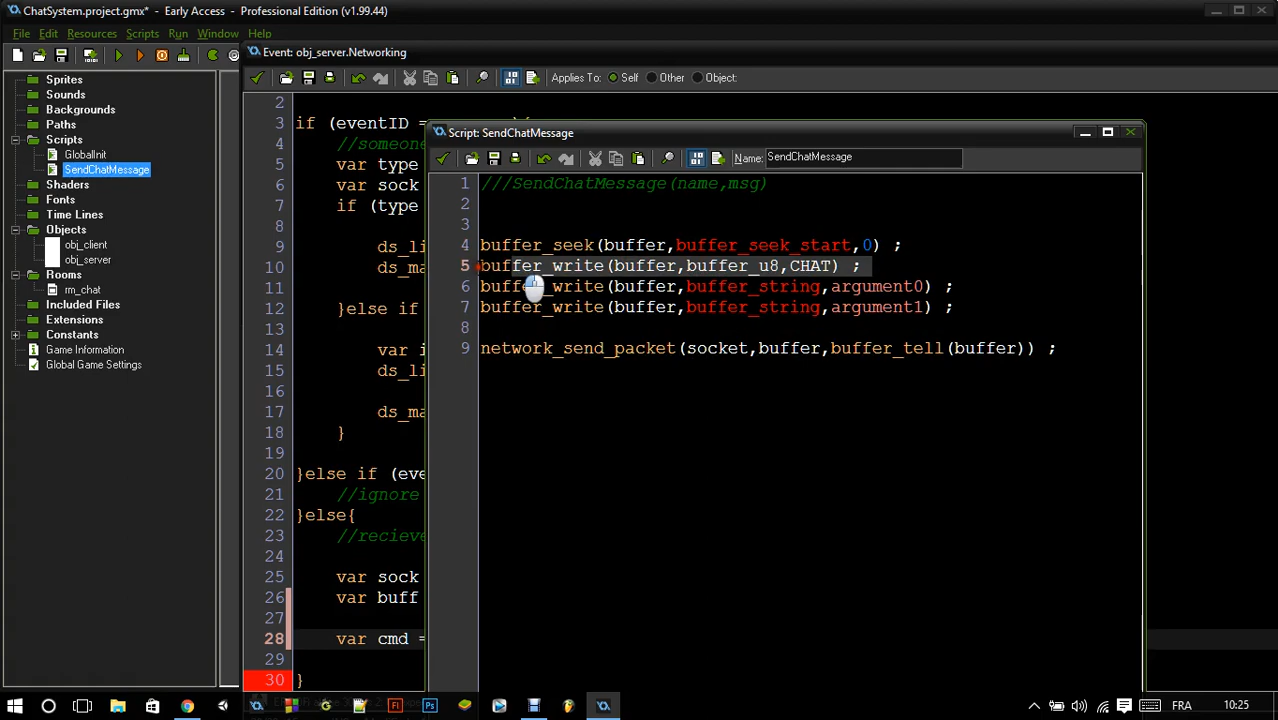 ChatSystem.project.gmx* - Early Access - Professional Edition (v1.99.44)
File Edit Resources Scripts Run Window Help
Event: obj_server.Networking
Applies To: Self Other Object:
Sprites
Sounds
Backgrounds
Paths
Scripts
GlobalInit
SendChatMessage
Shaders
Fonts
Time Lines
Objects
obj_client
obj_server
Rooms
rm_chat
Included Files
Extensions
Constants
Game Information
Global Game Settings
2
3 if (eventID =
4 //someone
5 var type
6 var sock
7 if (type
8
9 ds_li
10 ds_ma
11
12 }else if
13
14 var i
15 ds_li
16
17 ds_ma
18 }
19
20 }else if (eve
21 //ignore
22 }else{
23 //recieve
25 var sock
26 var buff
27
28 var cmd =
29
30 }
Script: SendChatMessage
Name: SendChatMessage
1 ///SendChatMessage(name,msg)
2
3
4 buffer_seek(buffer,buffer_seek_start,0) ;
5 buffer_write(buffer,buffer_u8,CHAT) ;
6 buffer_write(buffer,buffer_string,argument0) ;
7 buffer_write(buffer,buffer_string,argument1) ;
8
9 network_send_packet(socket,buffer,buffer_tell(buffer)) ;
FRA 10:25